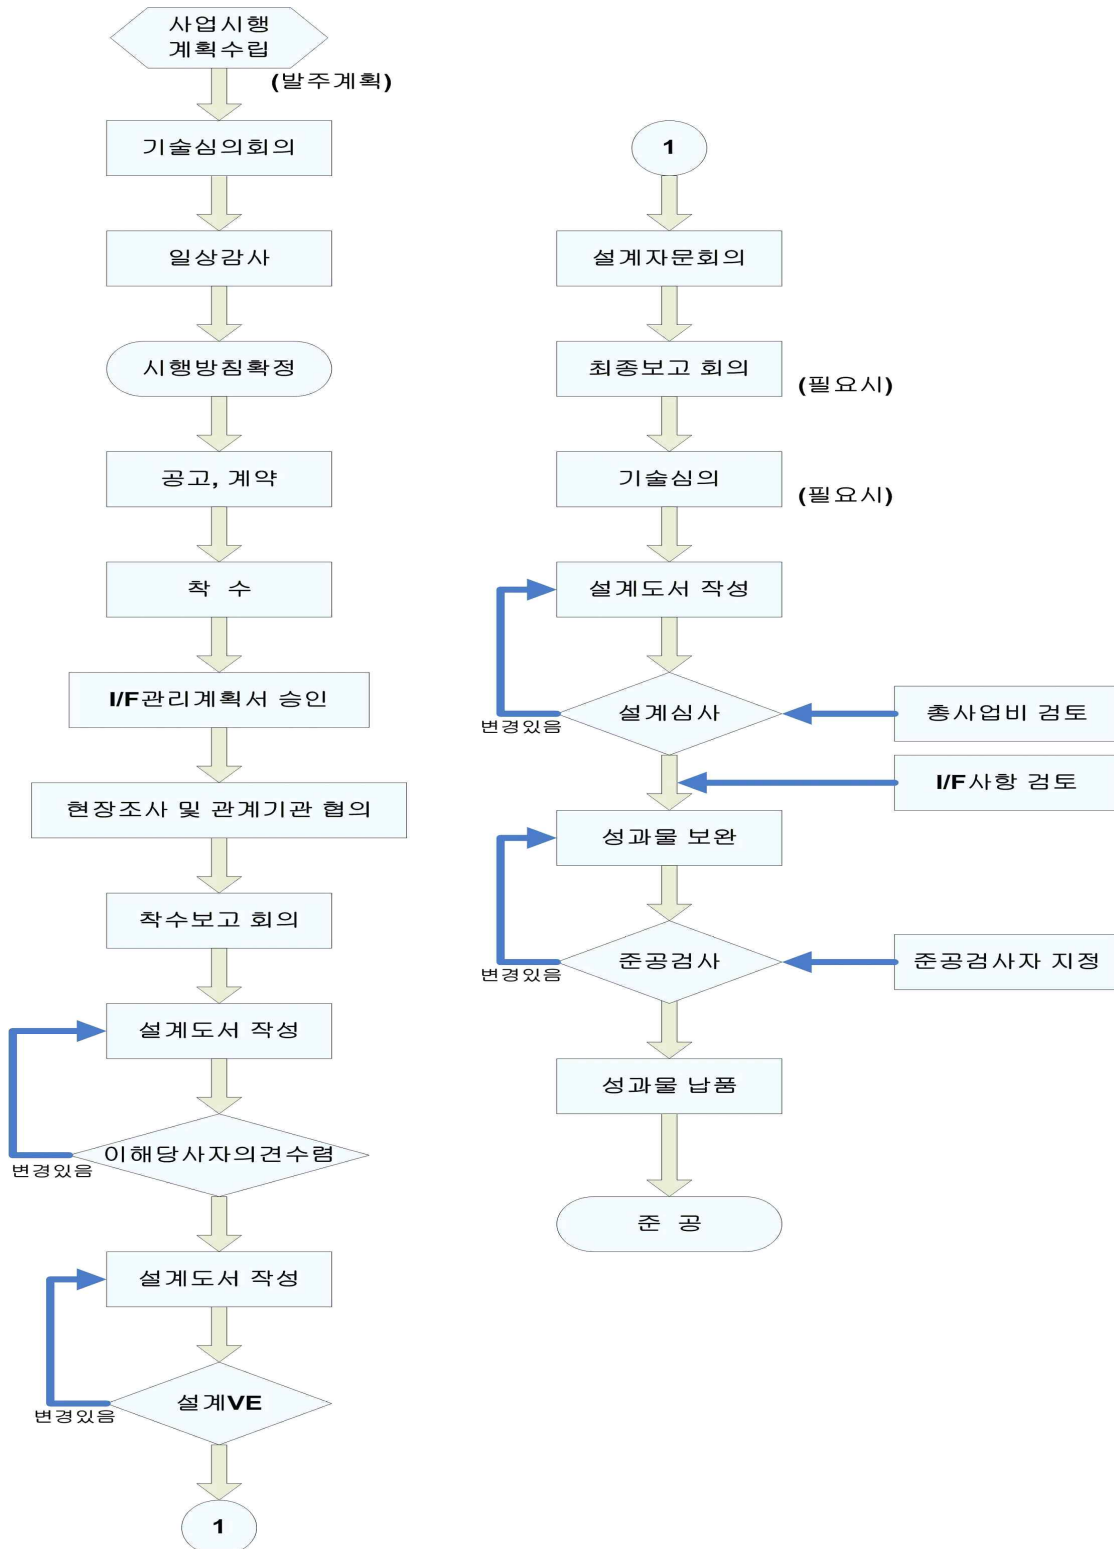 사업시행
계획수립
(발주계획)
기술심의회의
일상감사
시행방침확정
공고, 계약
착 수
I/F관리계획서 승인
현장조사 및 관계기관 협의
착수보고 회의
설계도서 작성
이해당사자의견수렴
변경있음
설계도서 작성
설계VE
변경있음
1
1
설계자문회의
최종보고 회의
(필요시)
기술심의
(필요시)
설계도서 작성
설계심사
변경있음
총사업비 검토
I/F사항 검토
성과물 보완
준공검사
변경있음
준공검사자 지정
성과물 납품
준 공